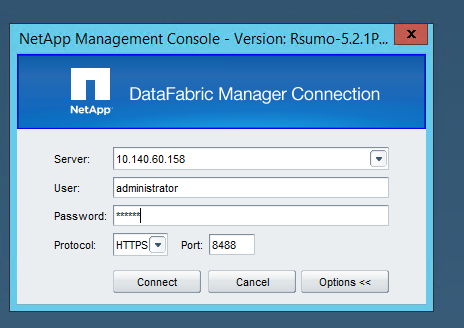 NetApp Management Console - Version: Rsumo-5.2.1P...
x
NetApp
DataFabric Manager Connection
Server: 10.140.60.158
User: administrator
Password: ******
Protocol: HTTPS Port: 8488
Connect Cancel Options <<